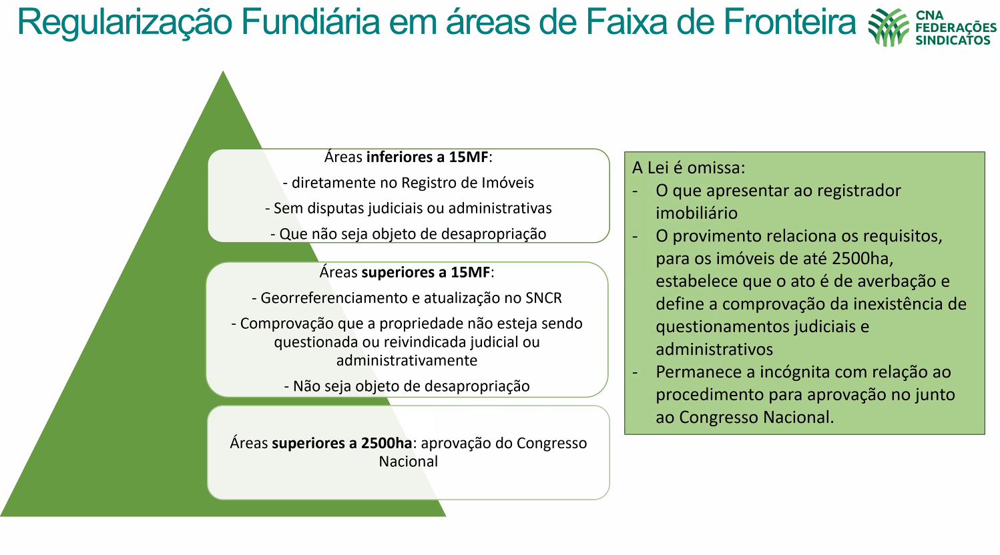 Regularização Fundiária em áreas de Faixa de Fronteira
CNA
FEDERAÇÕES
SINDICATOS
Áreas inferiores a 15MF:
- diretamente no Registro de Imóveis
- Sem disputas judiciais ou administrativas
- Que não seja objeto de desapropriação
Áreas superiores a 15MF:
- Georreferenciamento e atualização no SNCR
- Comprovação que a propriedade não esteja sendo
questionada ou reivindicada judicial ou
administrativamente
- Não seja objeto de desapropriação
Áreas superiores a 2500ha: aprovação do Congresso
Nacional
A Lei é omissa:
- O que apresentar ao registrador
imobiliário
- O provimento relaciona os requisitos,
para os imóveis de até 2500ha,
estabelece que o ato é de averbação e
define a comprovação da inexistência de
questionamentos judiciais e
administrativos
- Permanece a incógnita com relação ao
procedimento para aprovação no junto
ao Congresso Nacional.